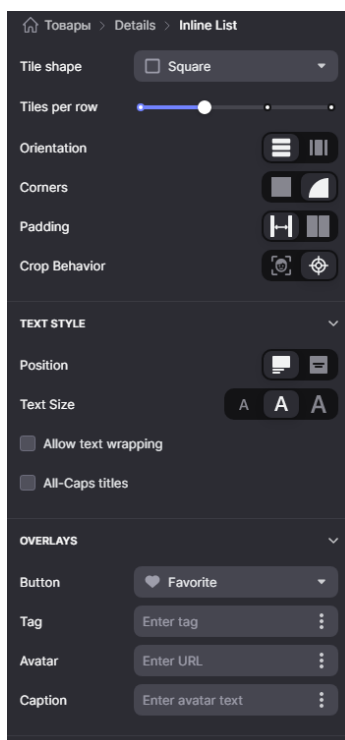 Товары > Details > Inline List
Tile shape Square
Tiles per row
Orientation
Corners
Padding
Crop Behavior
TEXT STYLE
Position
Text Size A A A
Allow text wrapping
All-Caps titles
OVERLAYS
Button Favorite
Tag Enter tag
Avatar Enter URL
Caption Enter avatar text